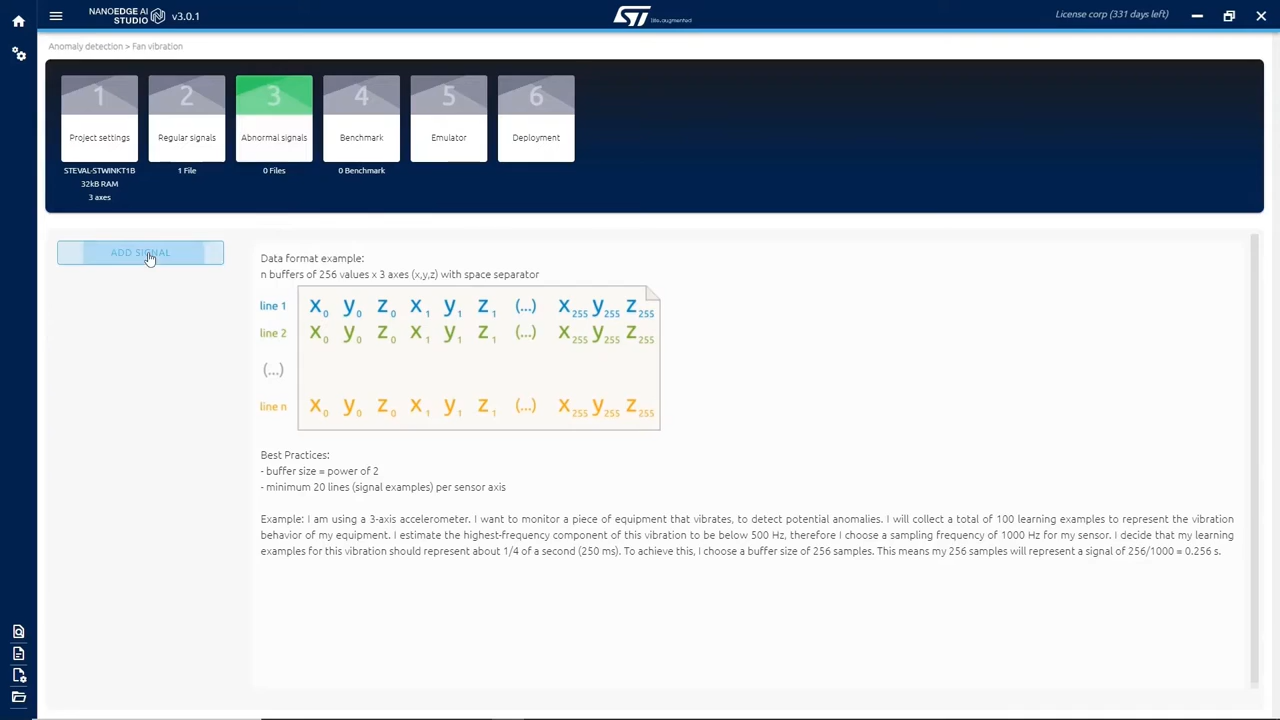 NANOEDGE AI
STUDIO v3.0.1
ST life.augmented
License corp (331 days left)
Anomaly detection > Fan vibration
1 2 3 4 5 6
Project settings Regular signals Abnormal signals Benchmark Emulator Deployment
STEVAL-STWINKT1B 1 File 0 Files 0 Benchmark
32kB RAM
3 axes
ADD SIGNAL
Data format example:
n buffers of 256 values x 3 axes (x,y,z) with space separator
line 1 x0 y0 z0 x1 y1 z1 (...) x255 y255 z255
line 2 x0 y0 z0 x1 y1 z1 (...) x255 y255 z255
(...)
line n x0 y0 z0 x1 y1 z1 (...) x255 y255 z255
Best Practices:
- buffer size = power of 2
- minimum 20 lines (signal examples) per sensor axis
Example: I am using a 3-axis accelerometer. I want to monitor a piece of equipment that vibrates, to detect potential anomalies. I will collect a total of 100 learning examples to represent the vibration
behavior of my equipment. I estimate the highest-frequency component of this vibration to be below 500 Hz, therefore I choose a sampling frequency of 1000 Hz for my sensor. I decide that my learning
examples for this vibration should represent about 1/4 of a second (250 ms). To achieve this, I choose a buffer size of 256 samples. This means my 256 samples will represent a signal of 256/1000 = 0.256 s.